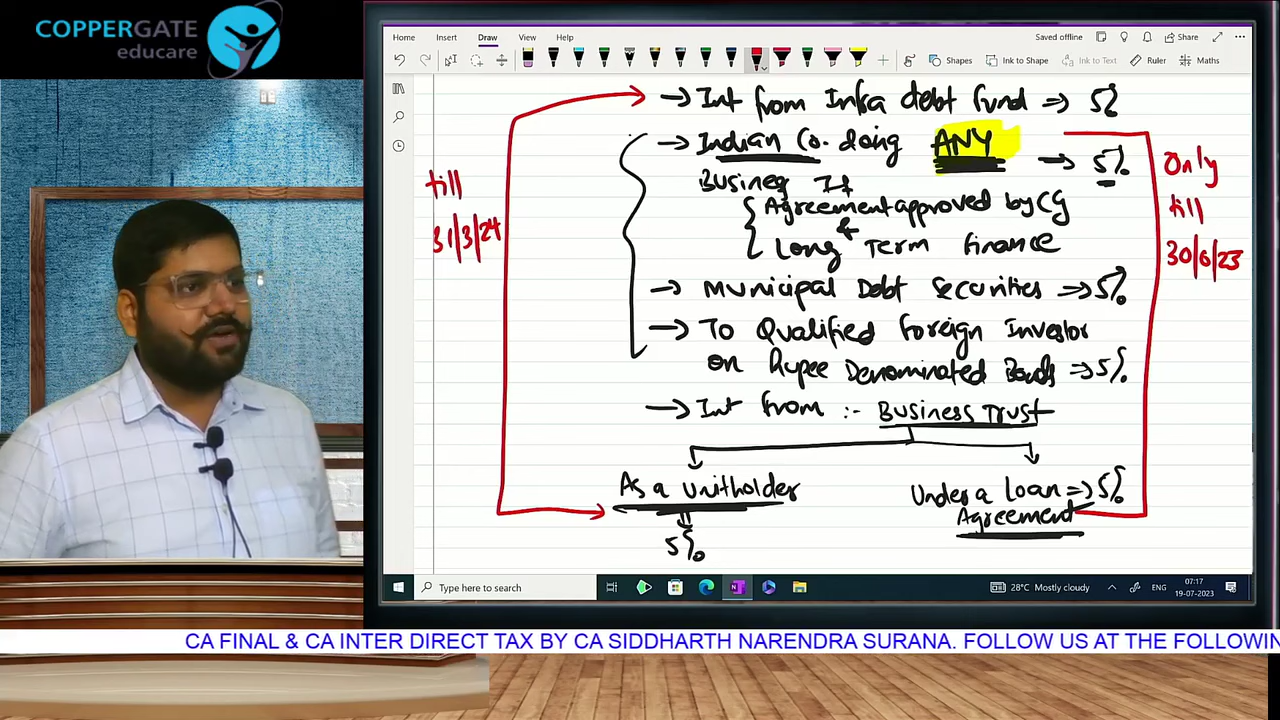 COPPERGATE
educare
Home Insert Draw View Help
Saved offline
Share
Shapes
Ink to Shape
Ink to Text
Ruler
Maths
→ Int from Infra debt fund ⇒ 5%
→ Indian Co. doing ANY → 5%
Business If
Agreement approved by CG
&
Long Term Finance
→ Municipal Debt Securities ⇒ 5%
→ To Qualified Foreign Investor
on Rupee Denominated Bonds ⇒ 5%
→ Int from :- Business Trust
As a unitholder
5%
Under a loan ⇒ 5%
Agreement
till
31/3/24
Only
till
30/6/23
Type here to search
28°C Mostly cloudy
ENG
07:17
19-07-2023
CA FINAL & CA INTER DIRECT TAX BY CA SIDDHARTH NARENDRA SURANA. FOLLOW US AT THE FOLLOWIN